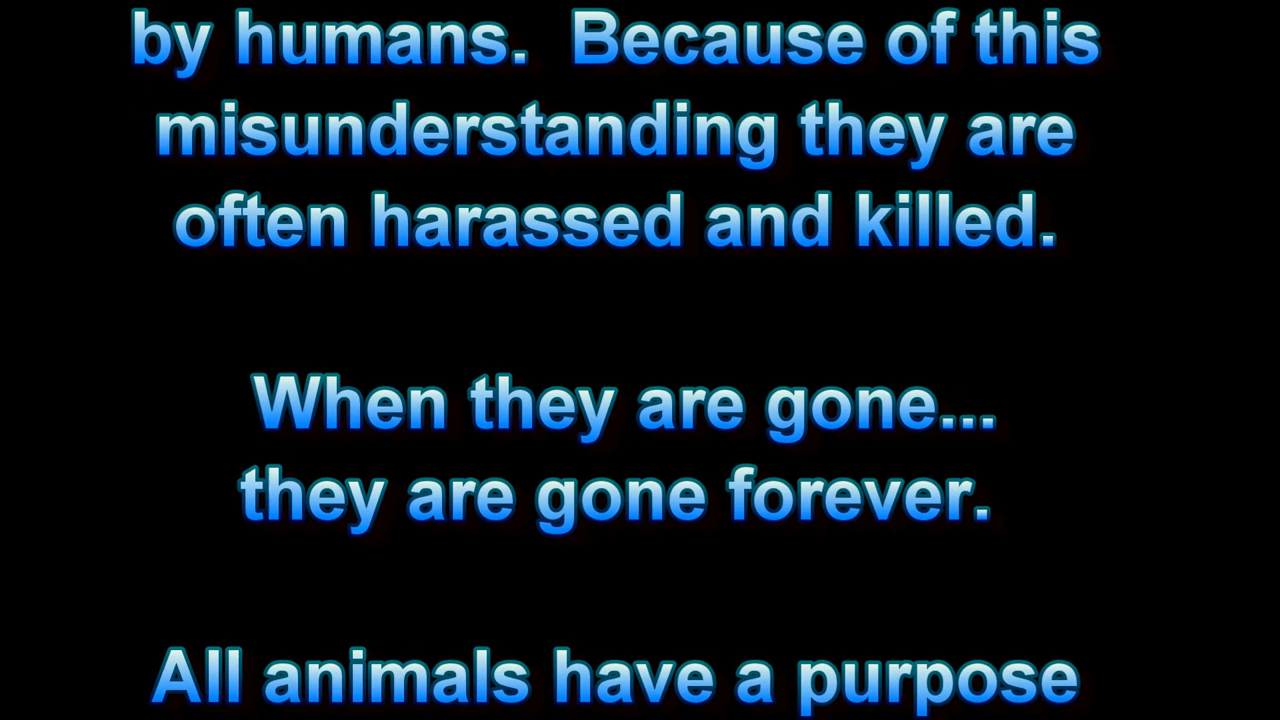 by humans.  Because of this
misunderstanding they are
often harassed and killed.
When they are gone...
they are gone forever.
All animals have a purpose